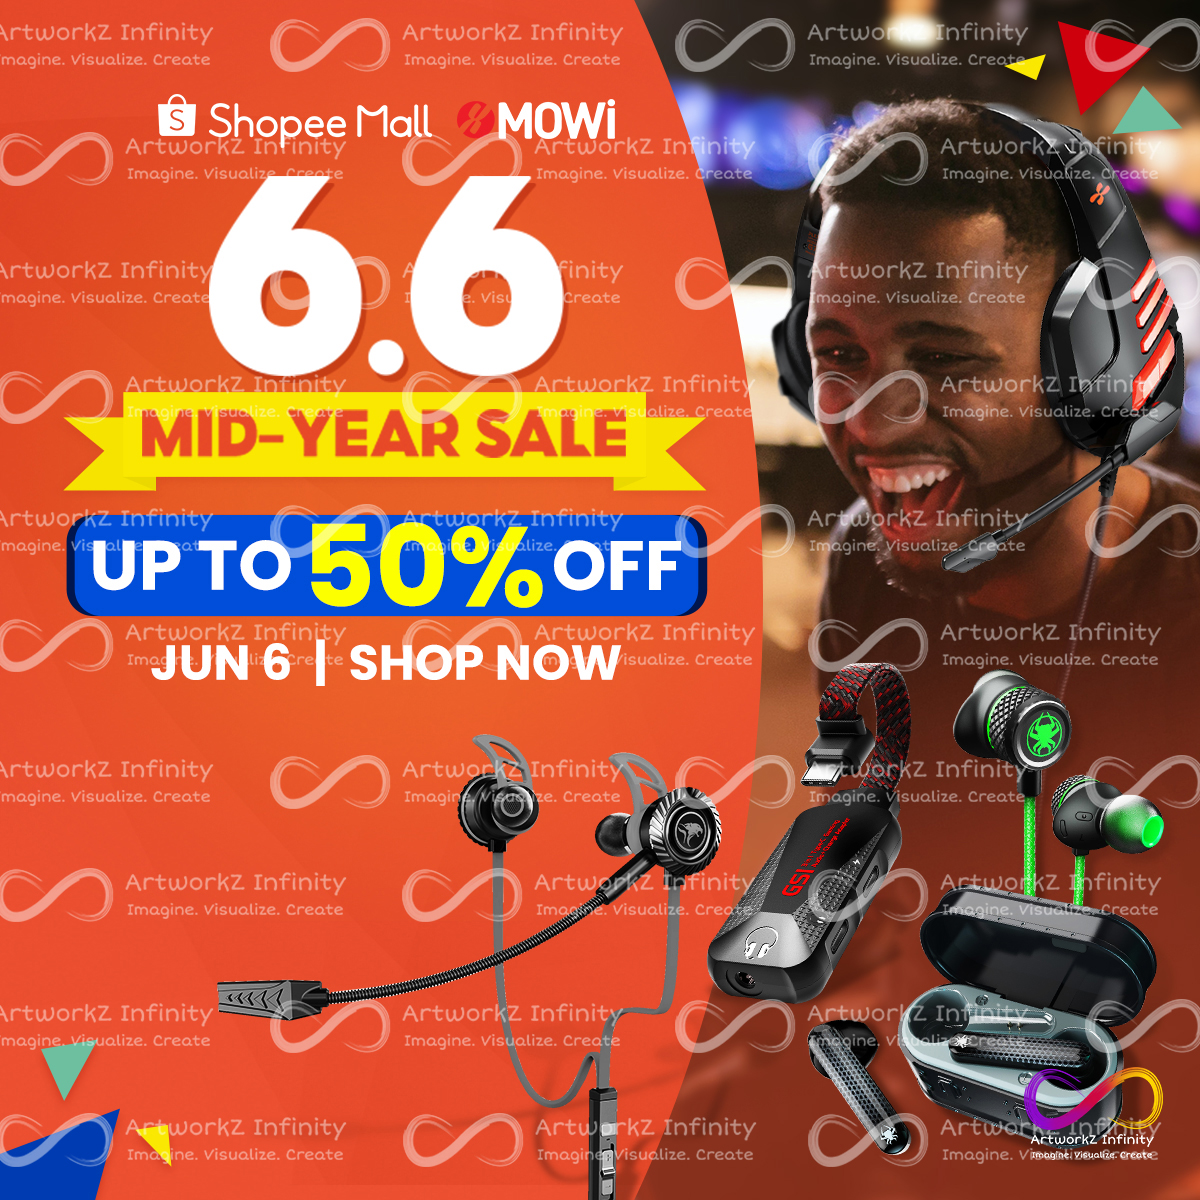 Shopee Mall MOWi
6.6
MID-YEAR SALE
UP TO 50% OFF
JUN 6 | SHOP NOW
GS1
ArtworkZ Infinity
Imagine. Visualize. Create